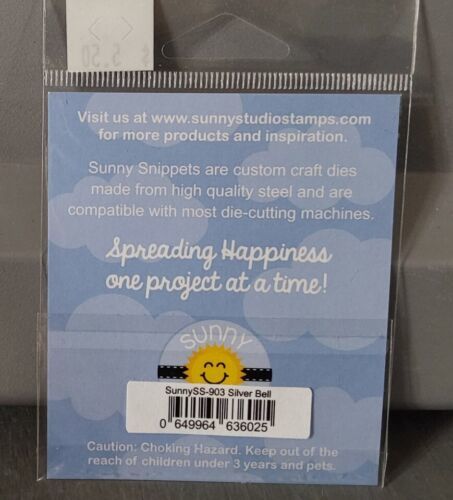 $ 5.50
Visit us at www.sunnystudiostamps.com
for more products and inspiration.
Sunny Snippets are custom craft dies
made from high quality steel and are
compatible with most die-cutting machines.
Spreading Happiness
one project at a time!
SUNNY
SunnySS-903 Silver Bell
0 649964 636025
Caution: Choking Hazard. Keep out of the
reach of children under 3 years and pets.